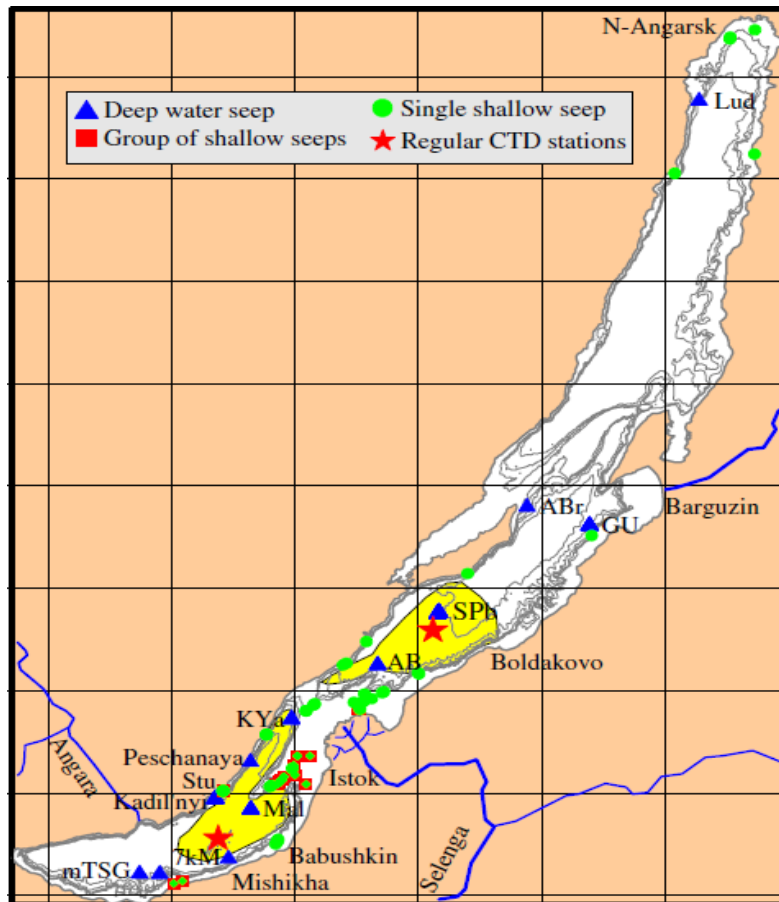 N-Angarsk
Lud
Deep water seep
Single shallow seep
Group of shallow seeps
Regular CTD stations
ABr
GU
Barguzin
SPb
AB
Boldakovo
KYa
Peschanaya
Angara
Stu
Istok
Kadil'nyr
Mal
Selenga
7kM
Babushkin
mTSG
Mishikha